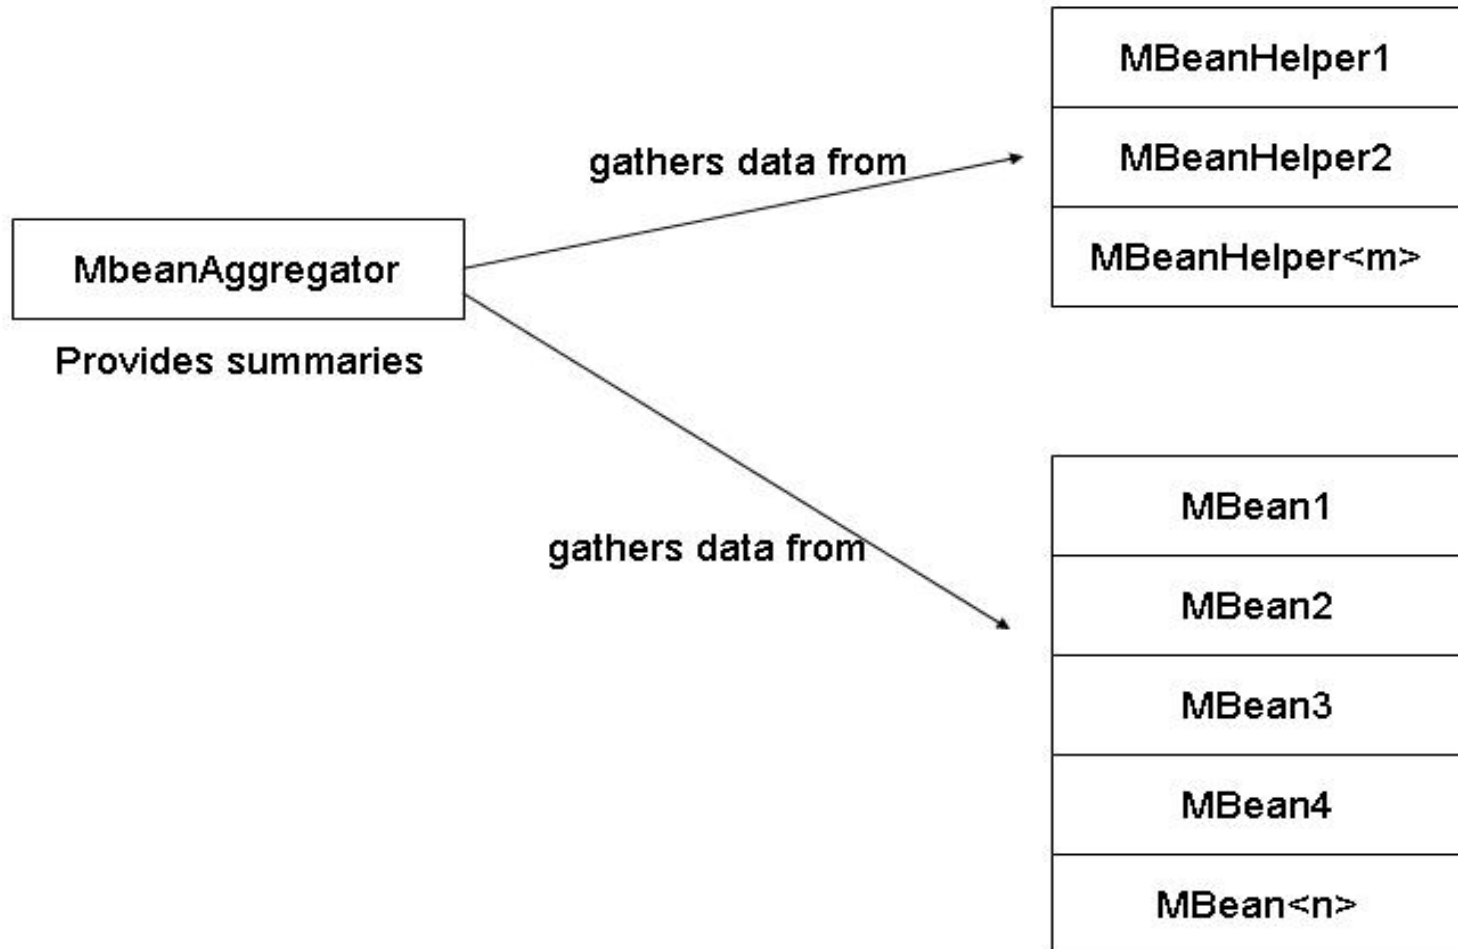 MBeanHelper1
gathers data from
MBeanHelper2
MbeanAggregator
MBeanHelper<m>
Provides summaries
MBean1
gathers data from
MBean2
MBean3
MBean4
MBean<n>